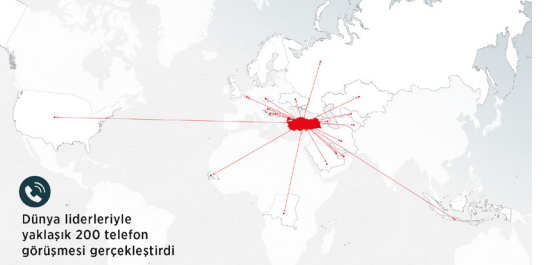 Dünya liderleriyle
yaklaşık 200 telefon
görüşmesi gerçekleştirdi